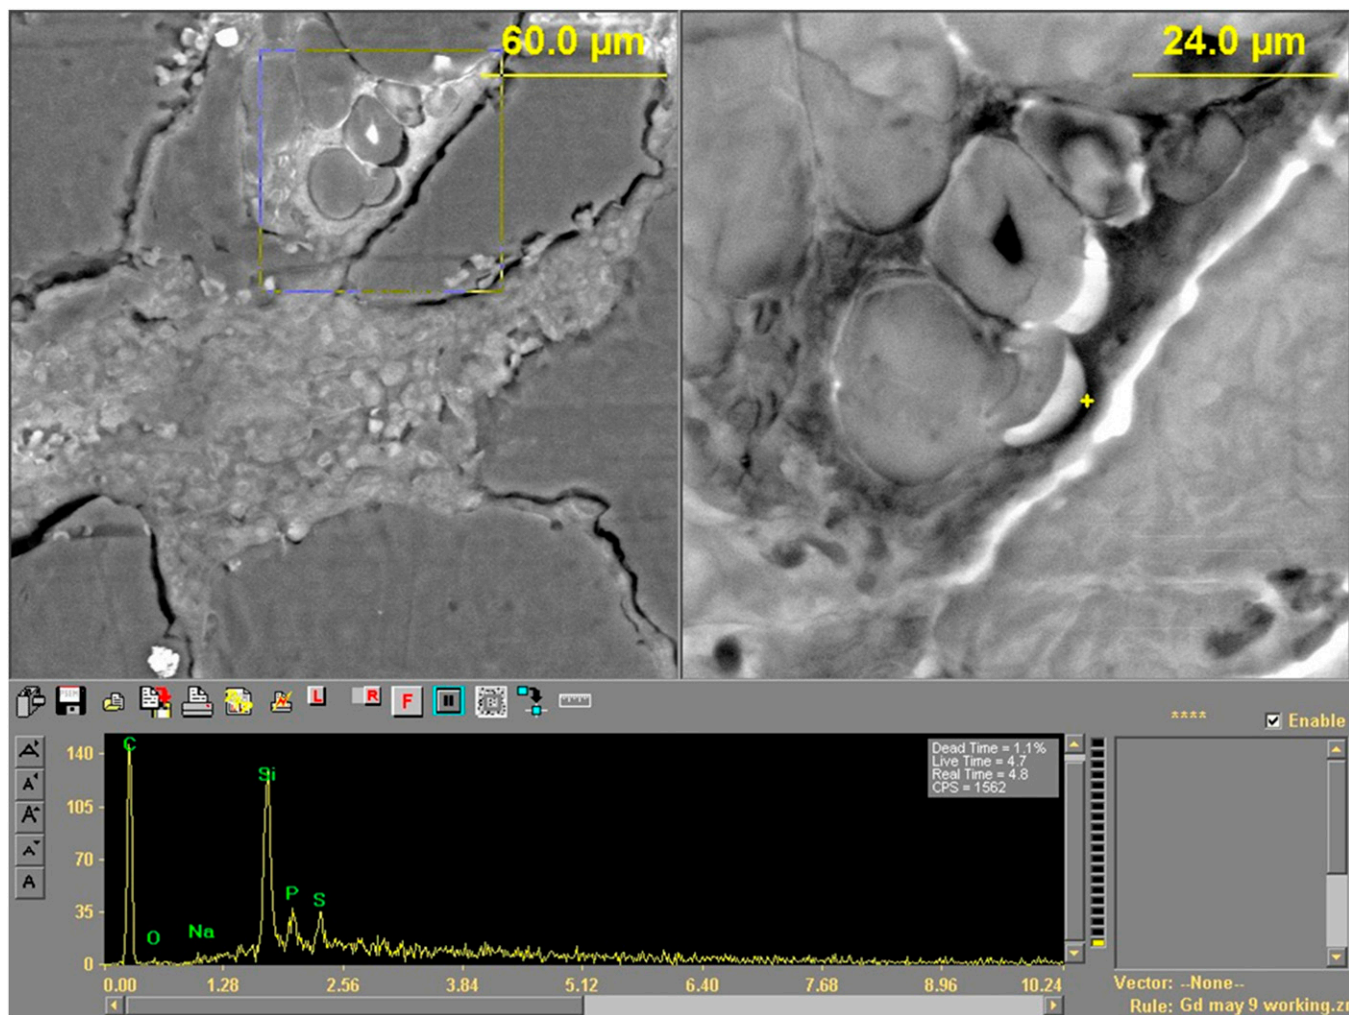 60.0 µm
24.0 µm
L R F
**** Enable
C
Si
P S
O Na
140
105
70
35
0
Dead Time = 1.1%
Live Time = 4.7
Real Time = 4.8
CPS = 1562
A
A
A
A
A
0.00 1.28 2.56 3.84 5.12 6.40 7.68 8.96 10.24
Vector: --None--
Rule: Gd may 9 working.z